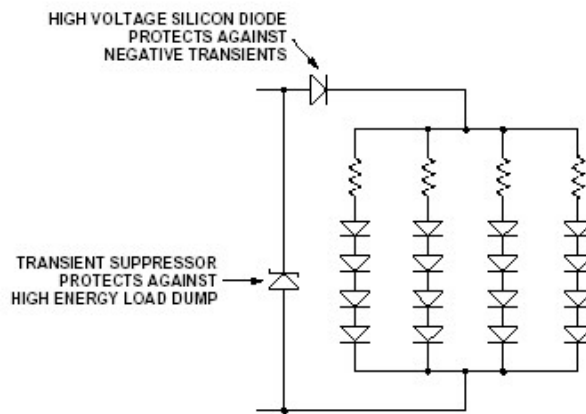 HIGH VOLTAGE SILICON DIODE
PROTECTS AGAINST
NEGATIVE TRANSIENTS
TRANSIENT SUPPRESSOR
PROTECTS AGAINST
HIGH ENERGY LOAD DUMP